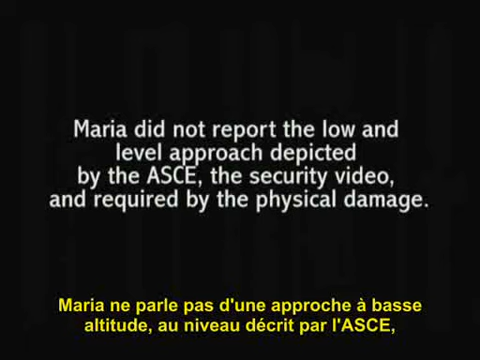 Maria did not report the low and
level approach depicted
by the ASCE, the security video,
and required by the physical damage.
Maria ne parle pas d'une approche à basse
altitude, au niveau décrit par l'ASCE,